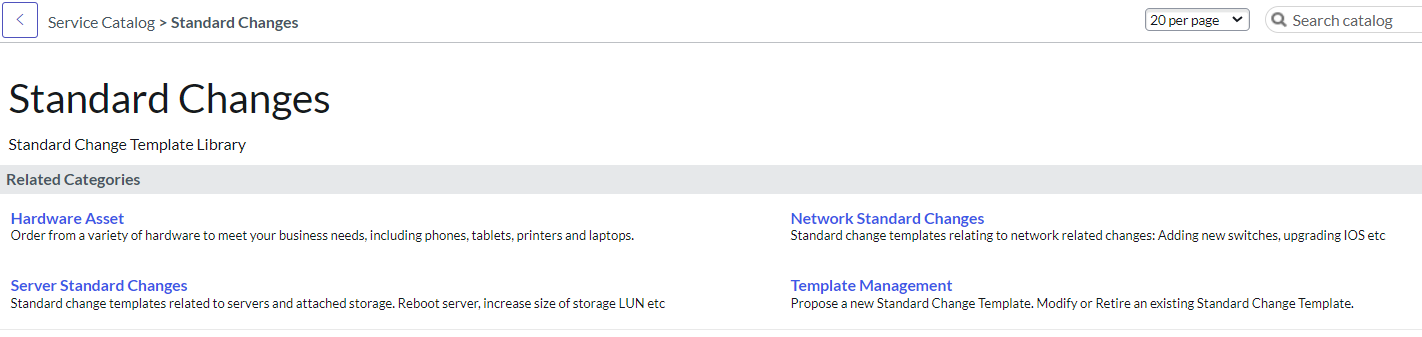 Service Catalog > Standard Changes
20 per page
Search catalog
Standard Changes
Standard Change Template Library
Related Categories
Hardware Asset
Order from a variety of hardware to meet your business needs, including phones, tablets, printers and laptops.
Network Standard Changes
Standard change templates relating to network related changes: Adding new switches, upgrading IOS etc
Server Standard Changes
Standard change templates related to servers and attached storage. Reboot server, increase size of storage LUN etc
Template Management
Propose a new Standard Change Template. Modify or Retire an existing Standard Change Template.